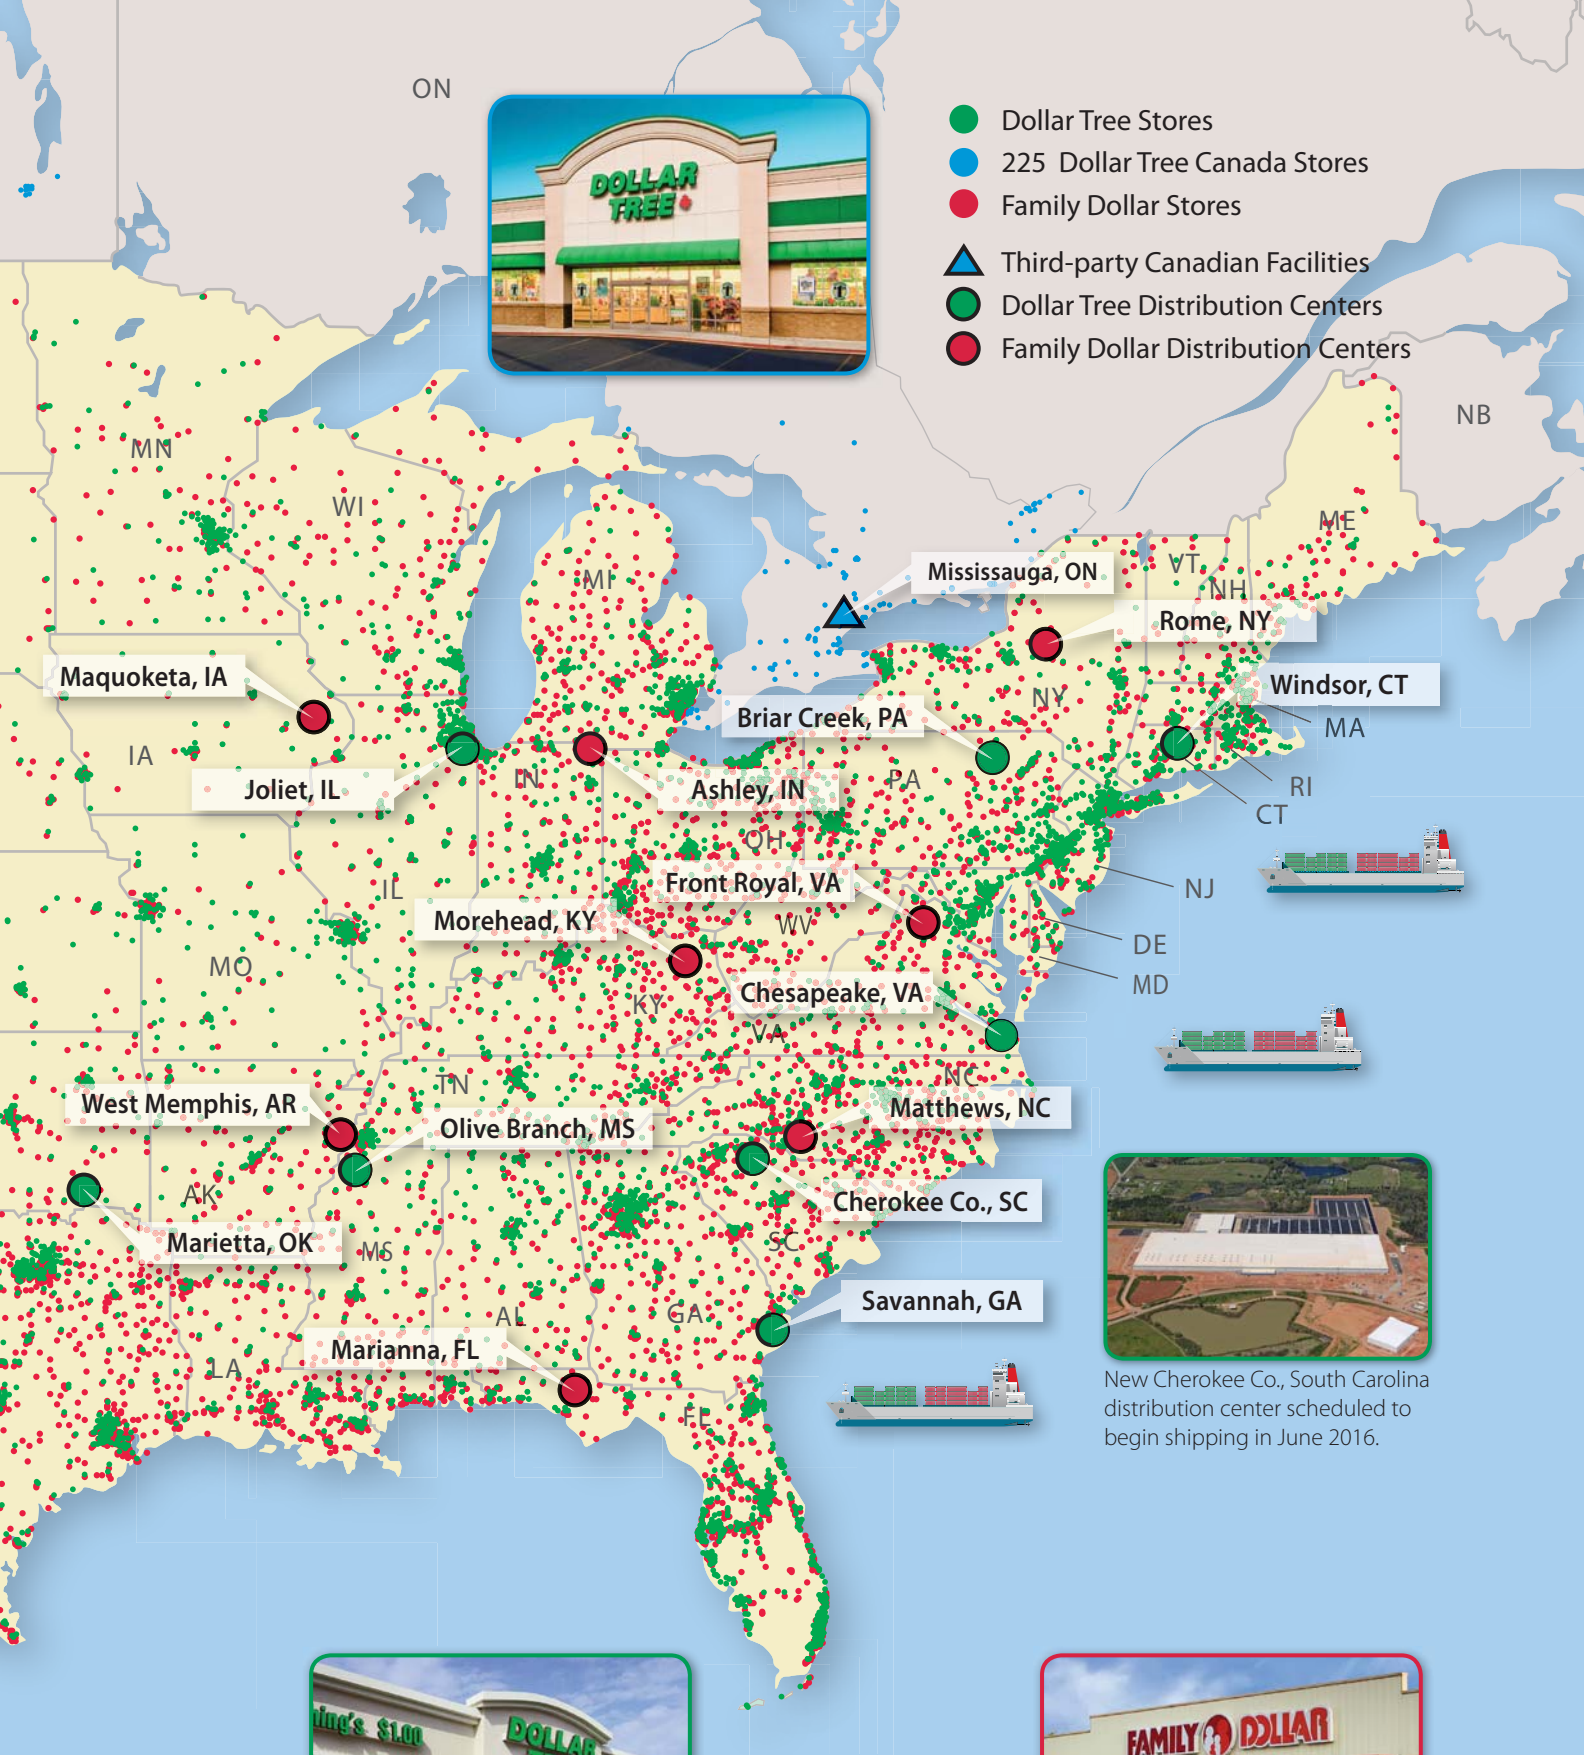 ON
DOLLAR
TREE
Dollar Tree Stores
225 Dollar Tree Canada Stores
Family Dollar Stores
Third-party Canadian Facilities
Dollar Tree Distribution Centers
Family Dollar Distribution Centers
NB
MN
WI
ME
MI
VT
NH
Mississauga, ON
Rome, NY
Maquoketa, IA
Windsor, CT
NY
Briar Creek, PA
MA
IA
IN
PA
RI
Joliet, IL
Ashley, IN
CT
OH
IL
Front Royal, VA
NJ
Morehead, KY
WV
DE
MO
MD
Chesapeake, VA
KY
VA
TN
NC
West Memphis, AR
Matthews, NC
Olive Branch, MS
AK
Cherokee Co., SC
Marietta, OK
MS
SC
Savannah, GA
AL
GA
Marianna, FL
LA
FL
New Cherokee Co., South Carolina
distribution center scheduled to
begin shipping in June 2016.
$1.00
DOLLAR
FAMILY DOLLAR